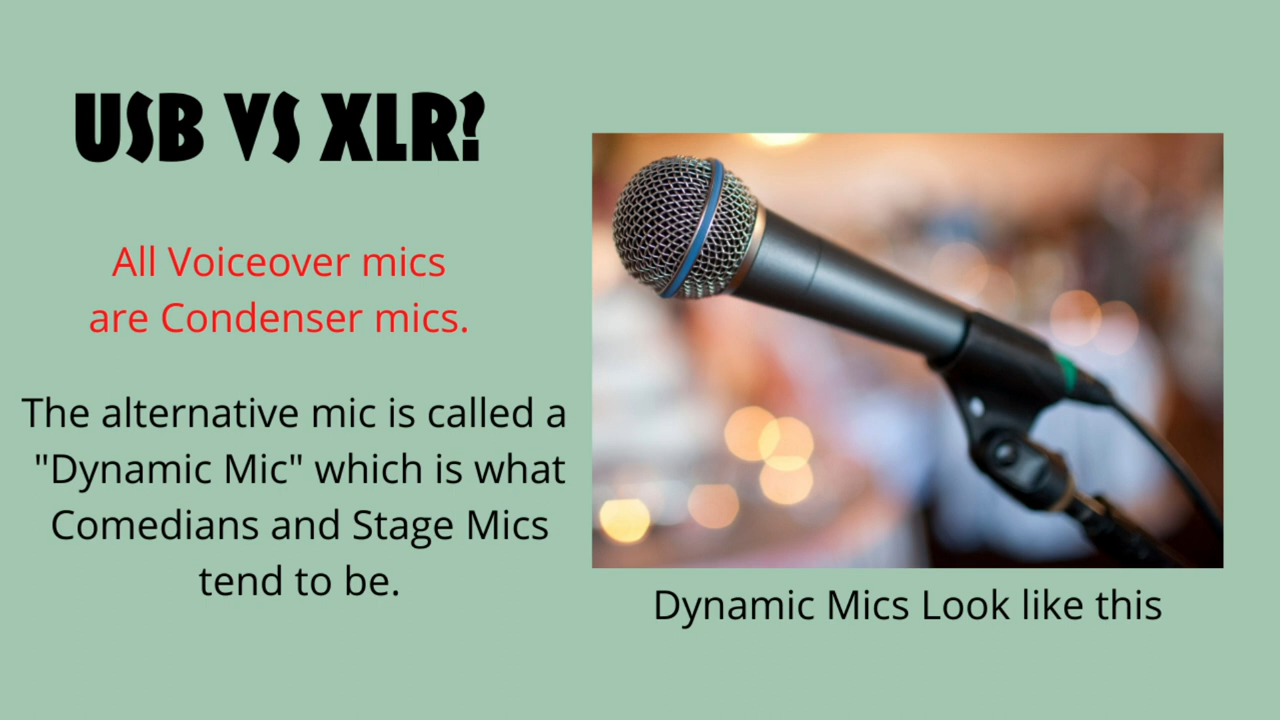 USB VS XLR?
All Voiceover mics
are Condenser mics.
The alternative mic is called a
"Dynamic Mic" which is what
Comedians and Stage Mics
tend to be.
Dynamic Mics Look like this